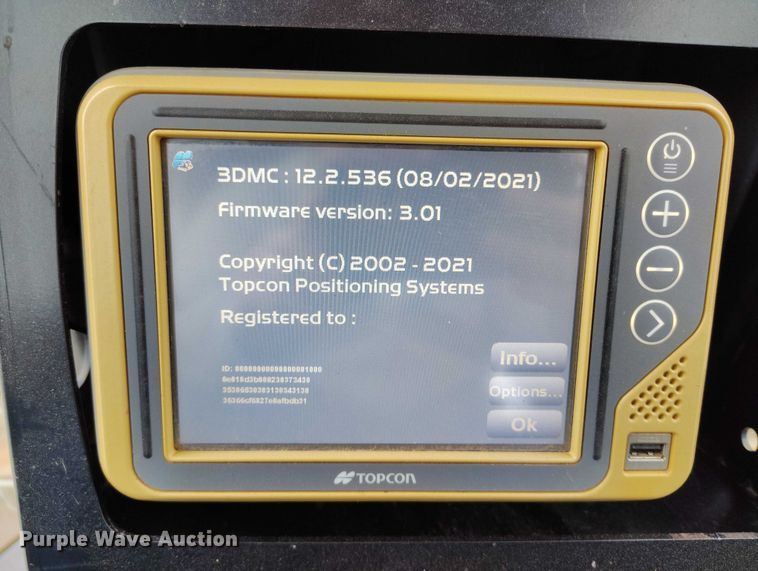 3DMC : 12.2.536 (08/02/2021)
Firmware version: 3.01
Copyright (C) 2002 - 2021
Topcon Positioning Systems
Registered to :
Info...
Options...
Ok
ID:
TOPCON
Purple Wave Auction